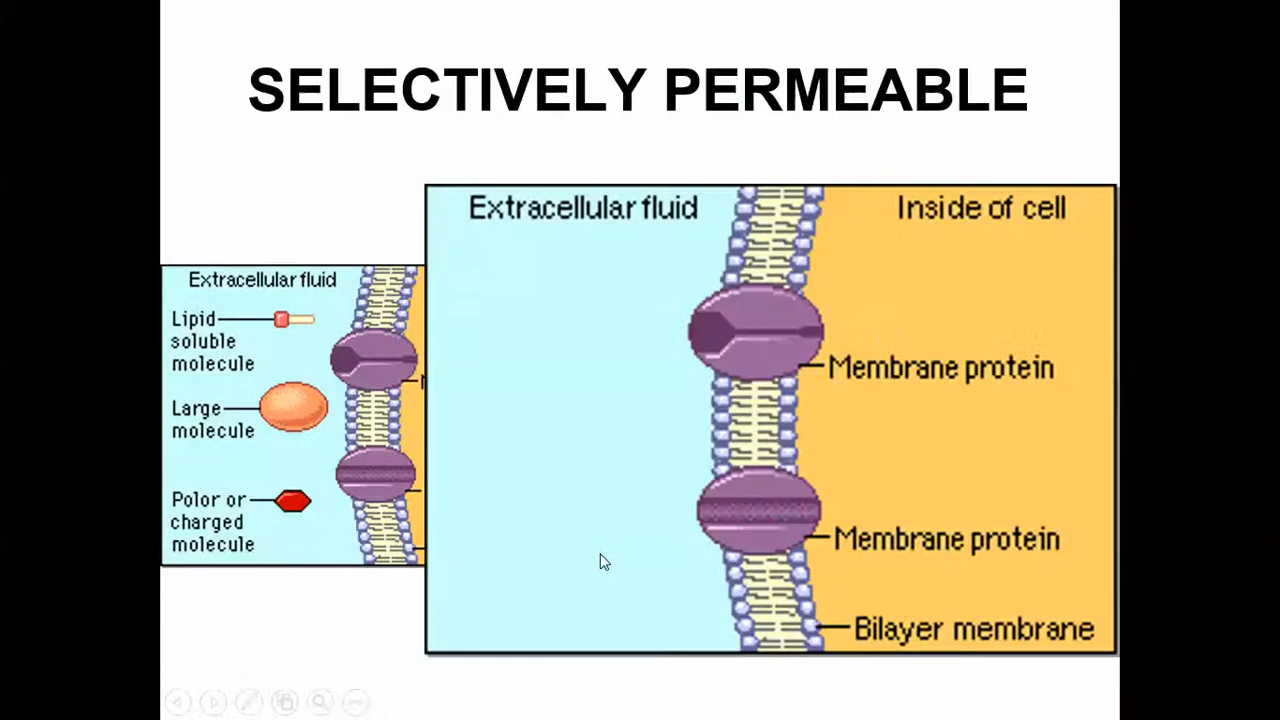 SELECTIVELY PERMEABLE
Extracellular fluid
Lipid
soluble
molecule
Large
molecule
Polor or
charged
molecule
Extracellular fluid
Inside of cell
Membrane protein
Membrane protein
Bilayer membrane